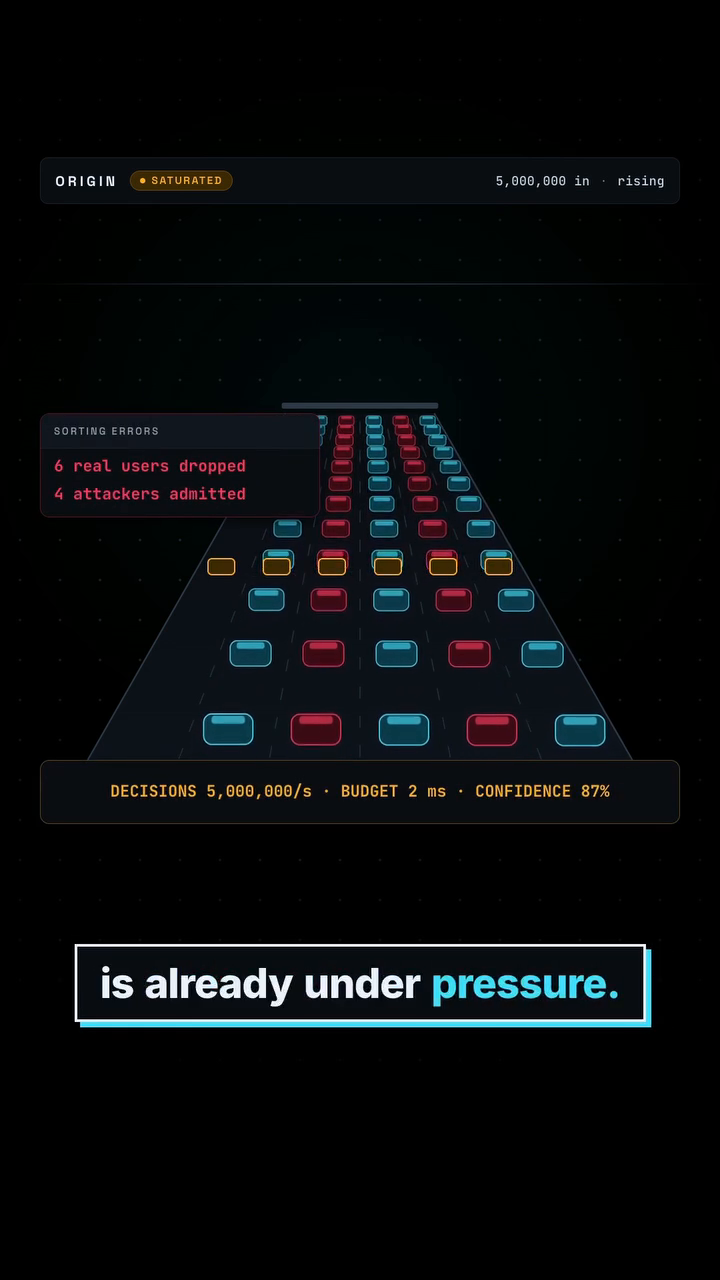 ORIGIN SATURATED 5,000,000 in · rising
SORTING ERRORS
6 real users dropped
4 attackers admitted
DECISIONS 5,000,000/s · BUDGET 2 ms · CONFIDENCE 87%
is already under pressure.